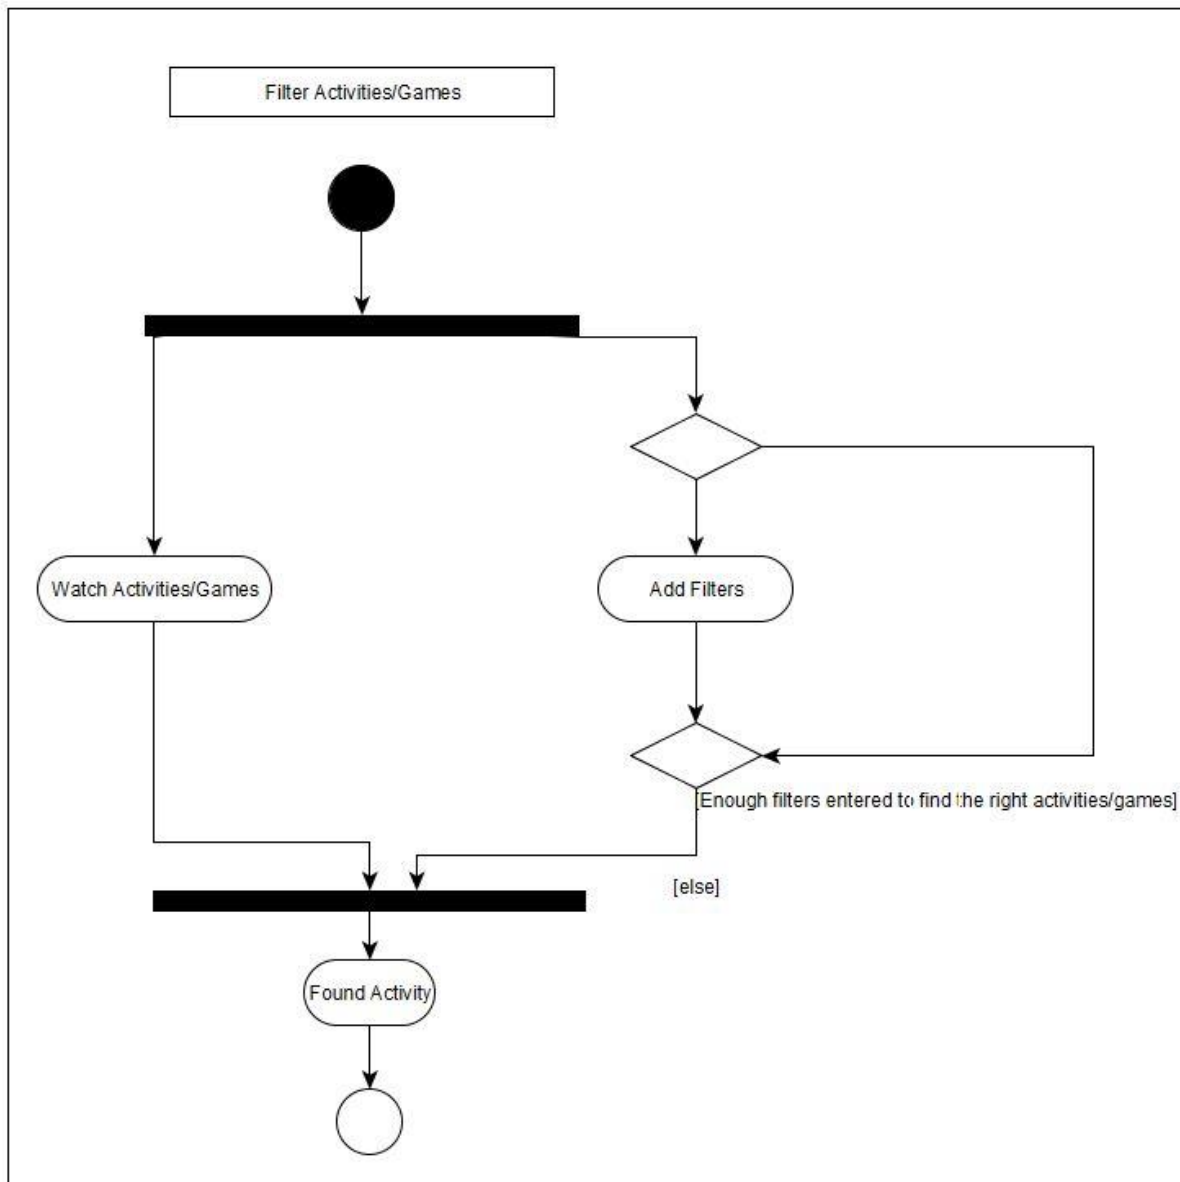 Filter Activities/Games
Watch Activities/Games
Add Filters
[Enough filters entered to find the right activities/games]
[else]
Found Activity